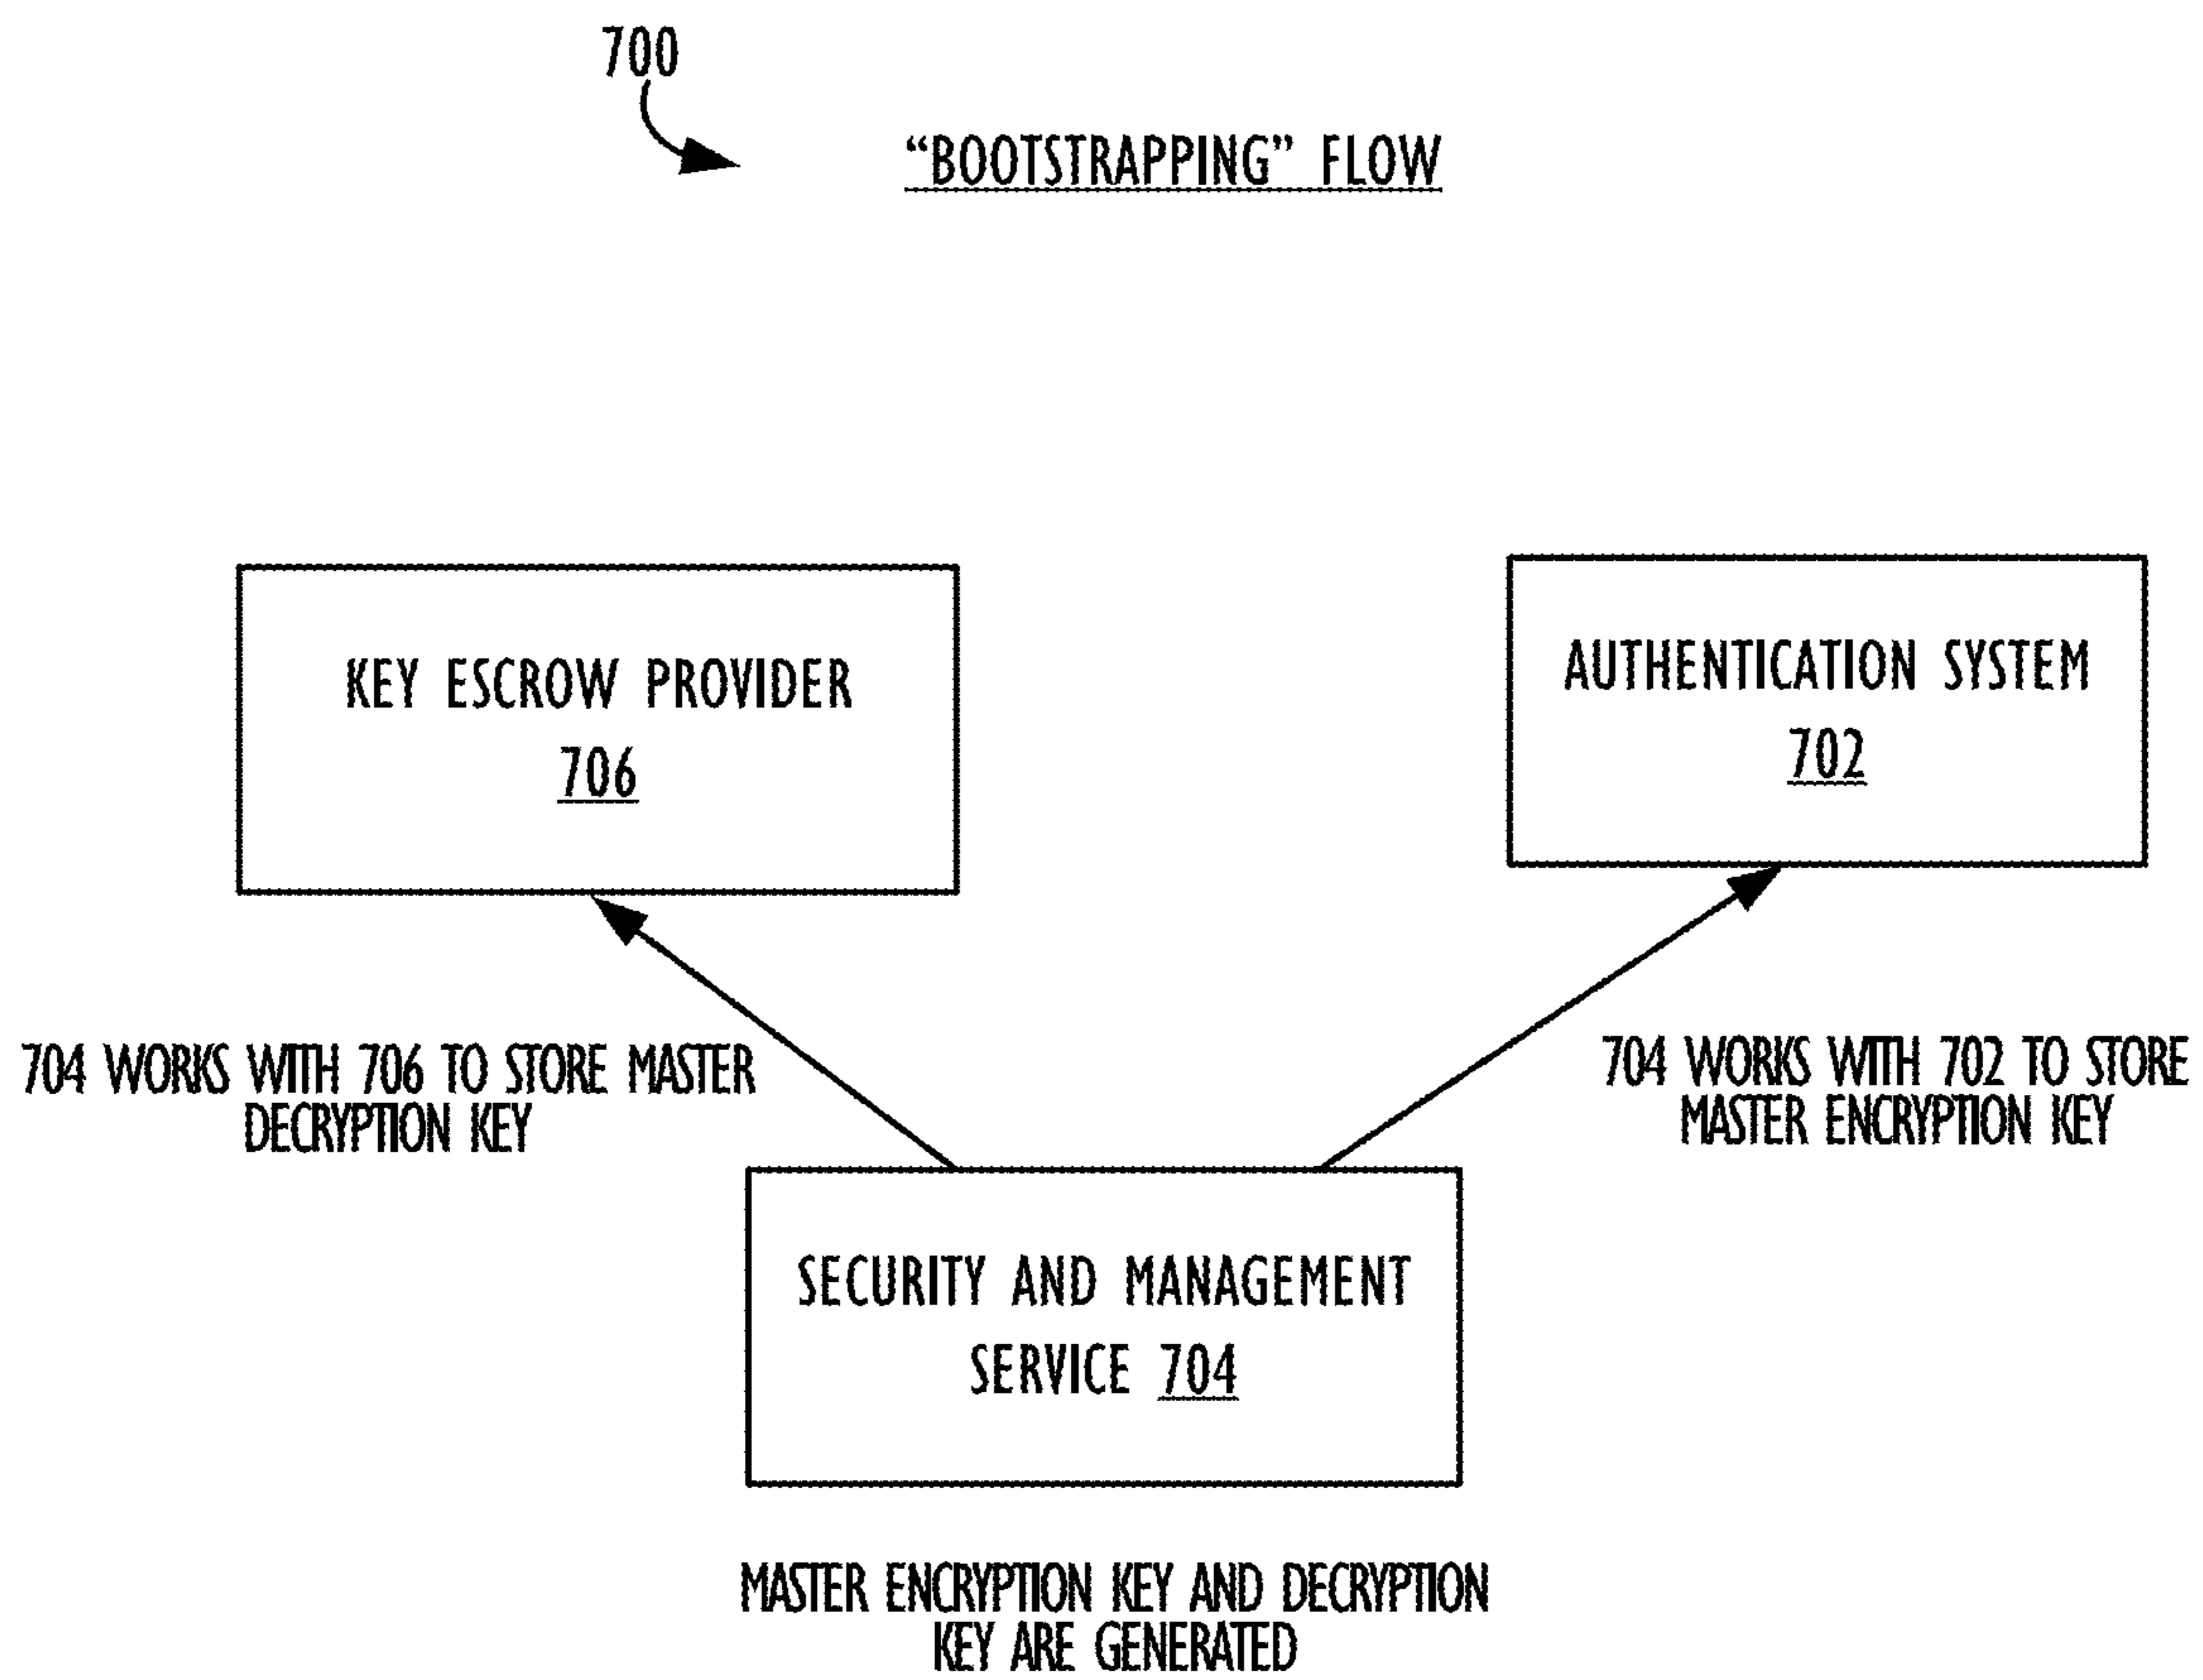 700
“BOOTSTRAPPING” FLOW
KEY ESCROW PROVIDER
706
AUTHENTICATION SYSTEM
702
704 WORKS WITH 706 TO STORE MASTER
DECRYPTION KEY
704 WORKS WITH 702 TO STORE
MASTER ENCRYPTION KEY
SECURITY AND MANAGEMENT
SERVICE 704
MASTER ENCRYPTION KEY AND DECRYPTION
KEY ARE GENERATED